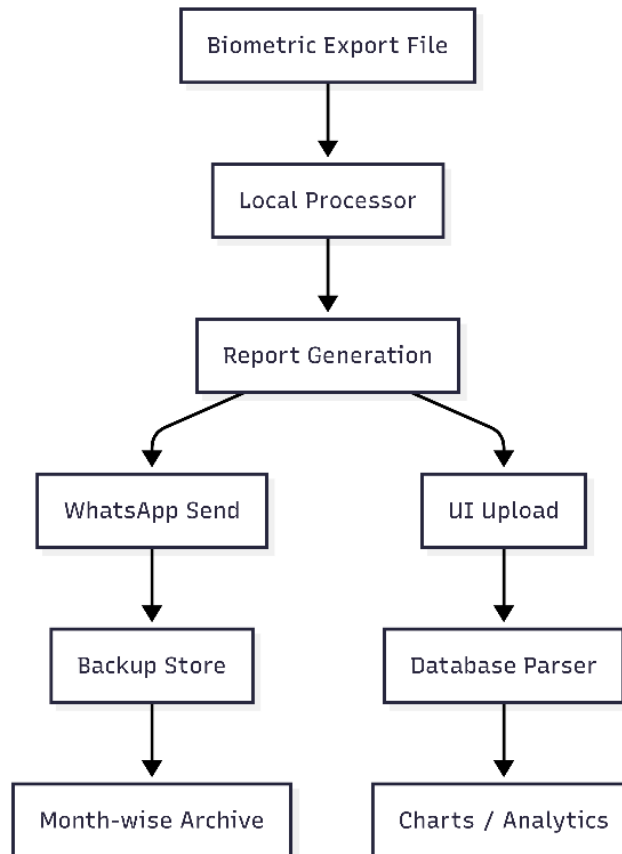 Biometric Export File
Local Processor
Report Generation
WhatsApp Send
UI Upload
Backup Store
Database Parser
Month-wise Archive
Charts / Analytics